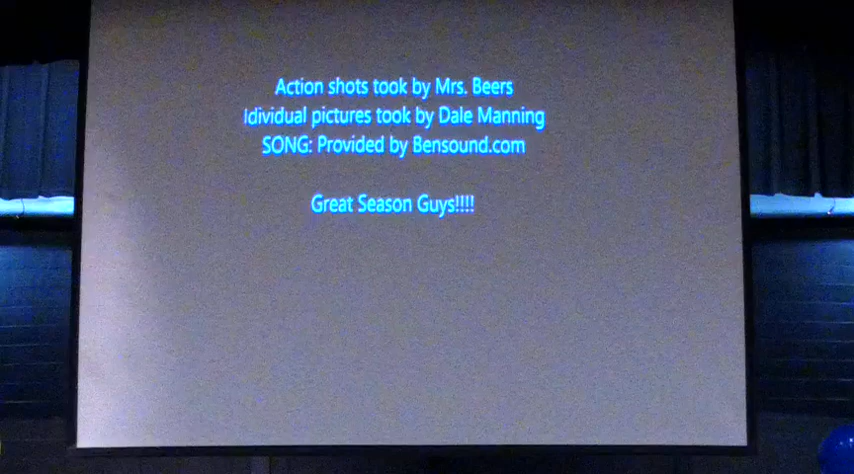 Action shots took by Mrs. Beers
Idividual pictures took by Dale Manning
SONG: Provided by Bensound.com
Great Season Guys!!!!